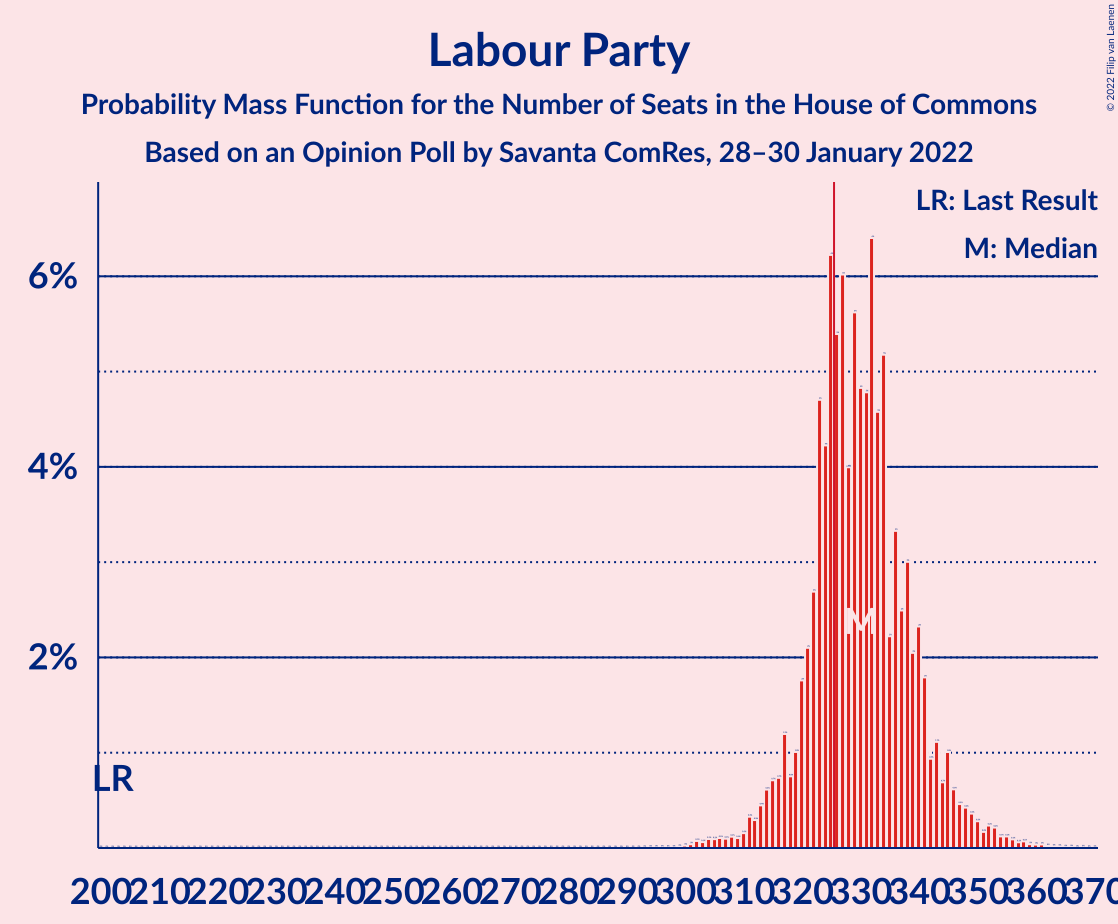 Labour Party
Probability Mass Function for the Number of Seats in the House of Commons
Based on an Opinion Poll by Savanta ComRes, 28–30 January 2022
© 2022 Filip van Laenen
LR: Last Result
M: Median
6%
4%
2%
M
LR
200 210 220 230 240 250 260 270 280 290 300 310 320 330 340 350 360 370